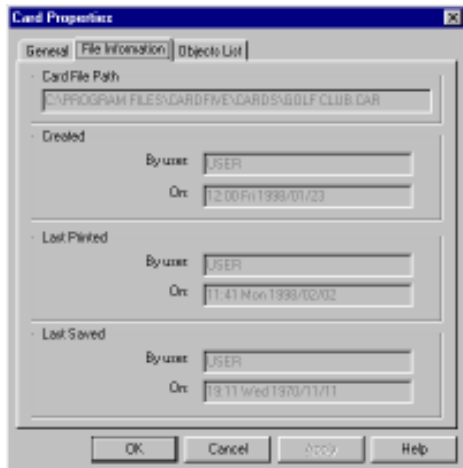 Card Properties
General File Information Objects List
Card File Path
C:\PROGRAM FILES\CARDFIVE\CARDS\GOLF CLUB.CAR
Created
By user: USER
On: 12:00 Fri 1998/01/23
Last Printed
By user: USER
On: 11:41 Mon 1998/02/02
Last Saved
By user: USER
On: 19:11 Wed 1970/11/11
OK Cancel Apply Help